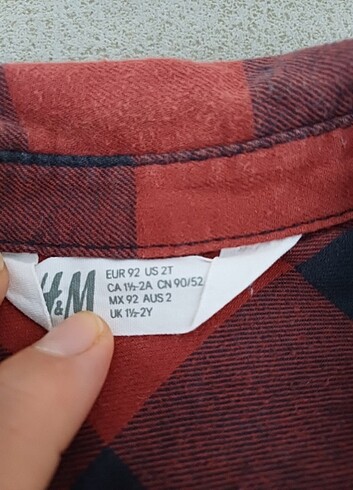 H&M
EUR 92 US 2T
CA 1½-2A CN 90/52
MX 92 AUS 2
UK 1½-2Y